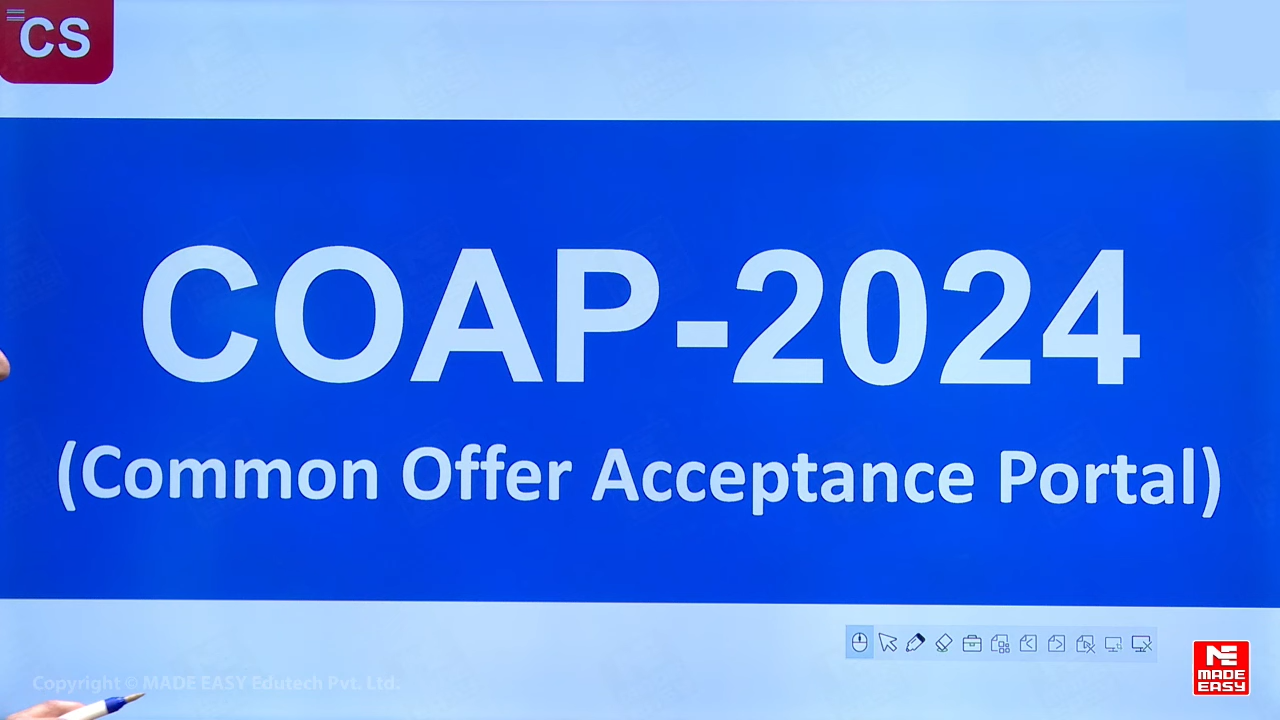 CS
COAP-2024
(Common Offer Acceptance Portal)
Copyright © MADE EASY Edutech Pvt. Ltd.
MADE
EASY